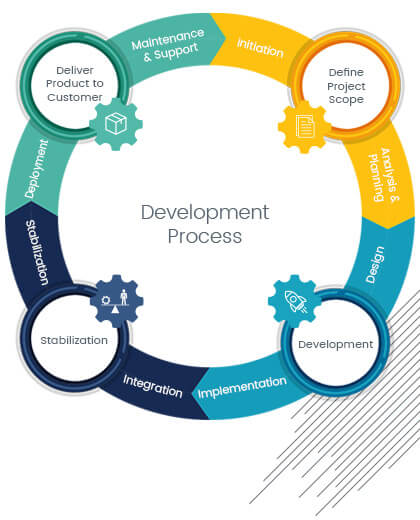 Maintenance
& Support
Initiation
Deliver
Product to
Customer
Define
Project
Scope
Deployment
Analysis &
Planning
Development
Process
Stabilization
Design
Stabilization
Development
Integration
Implementation